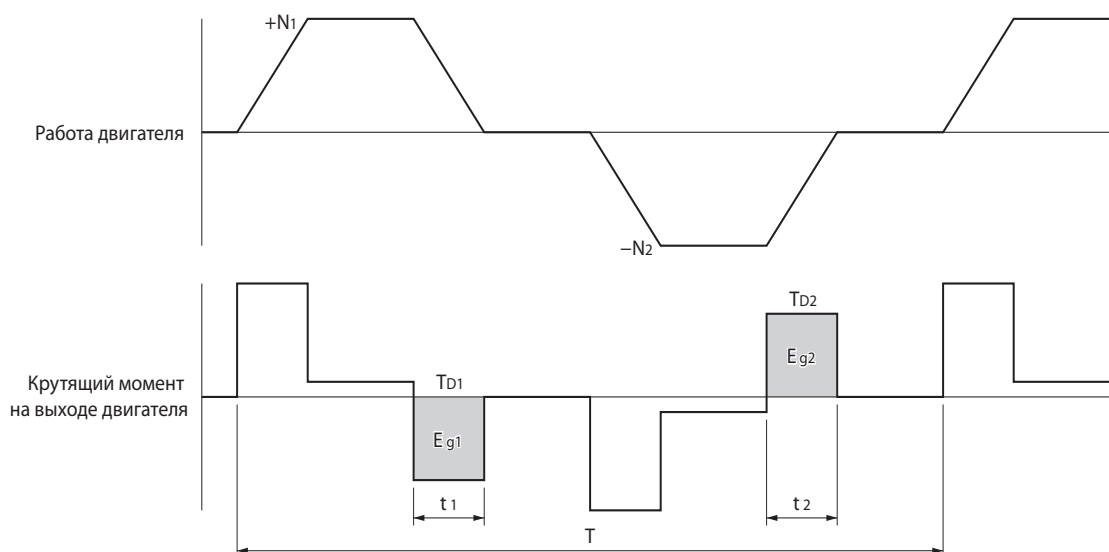 +N1
Работа двигателя
−N2
TD2
Eg2
Крутящий момент
на выходе двигателя
TD1
Eg1
t1
t2
T